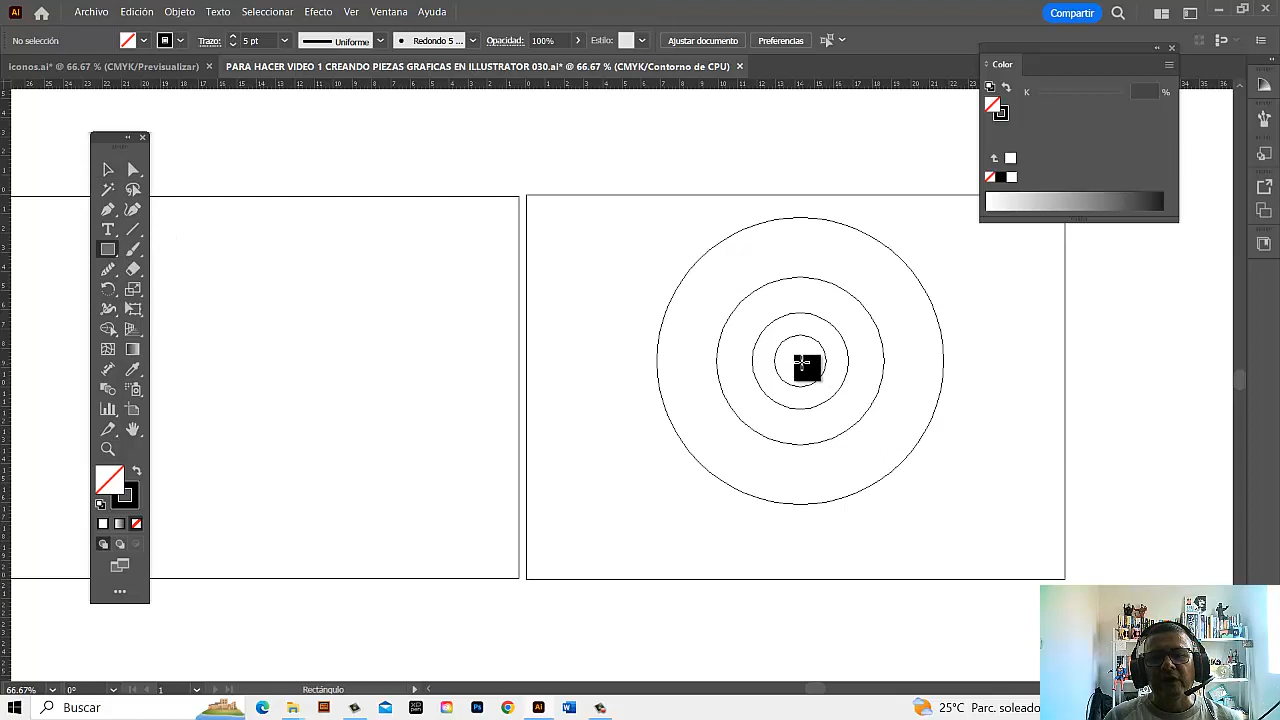 Ai Archivo Edición Objeto Texto Seleccionar Efecto Ver Ventana Ayuda Compartir
No selección Trazo: 5 pt Uniforme Redondo 5 ... Opacidad: 100% Estilo: Ajustar documento Preferencias
iconos.ai* @ 66.67 % (CMYK/Previsualizar) × PARA HACER VIDEO 1 CREANDO PIEZAS GRAFICAS EN ILLUSTRATOR 030.ai* @ 66.67 % (CMYK/Contorno de CPU) ×
Color
K %
66.67% 0° 1 Rectángulo
Buscar Ai Ps W 25°C Parc. soleado